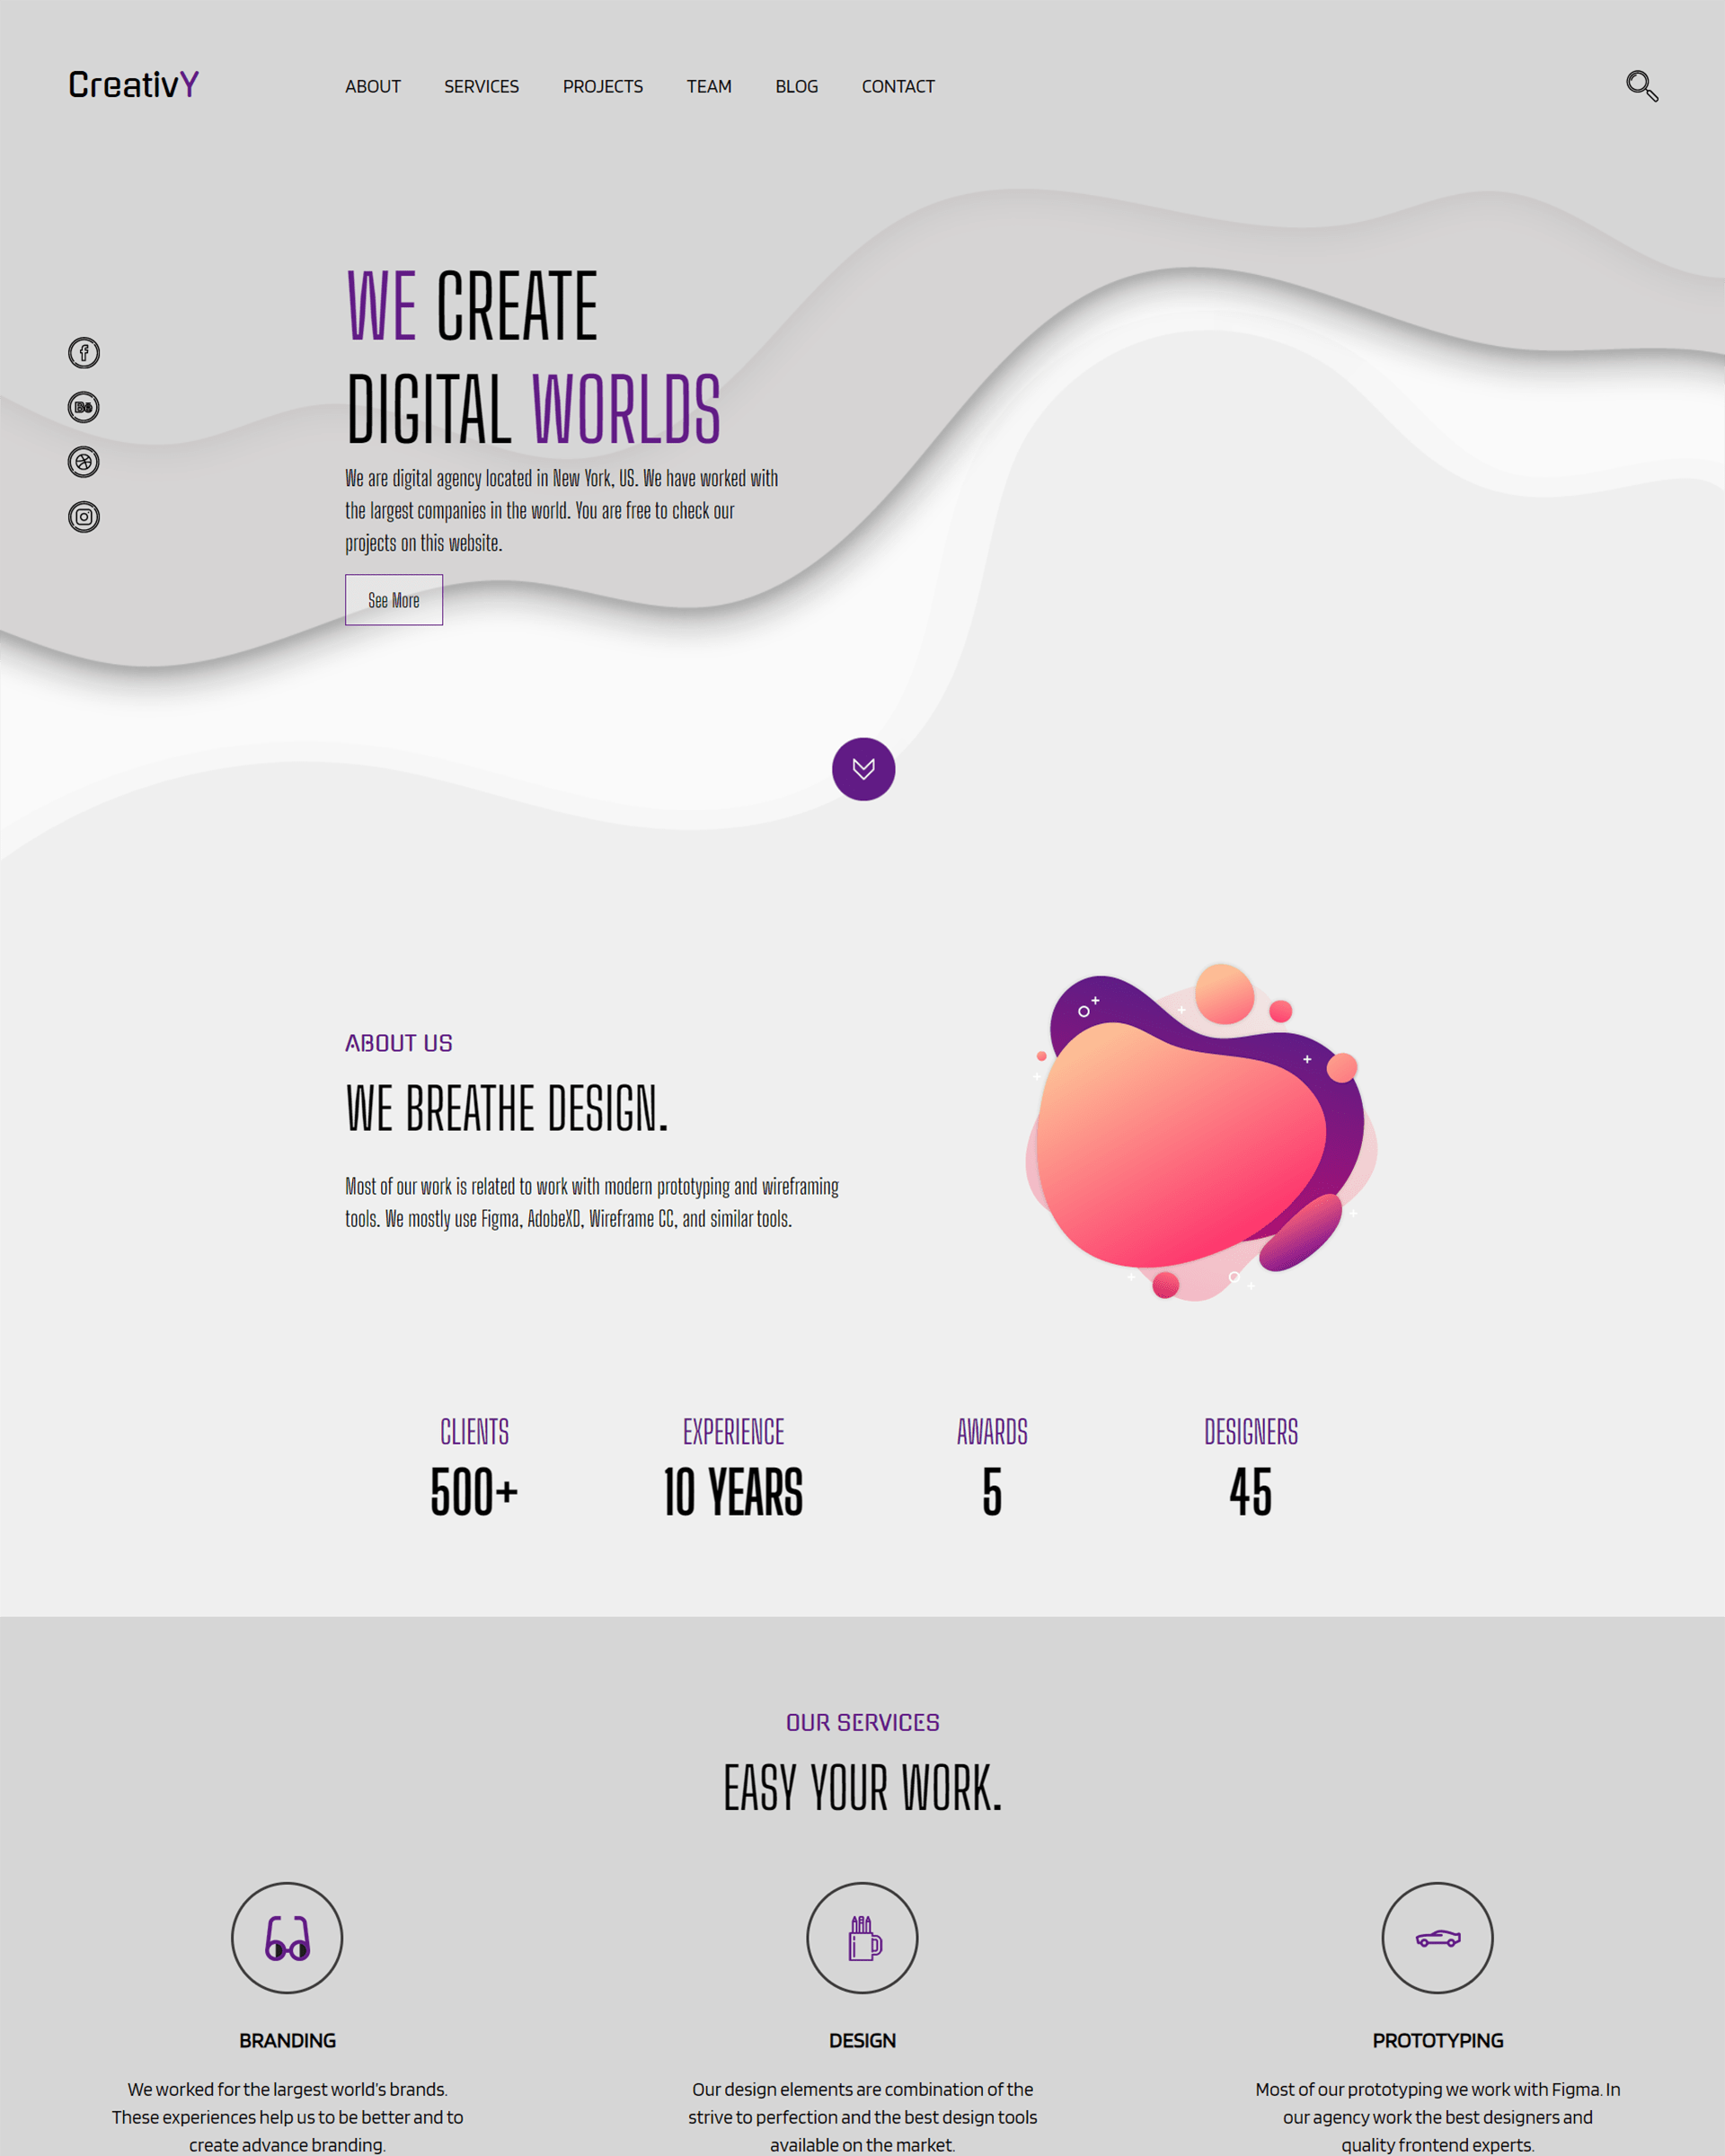 CreativY
ABOUT SERVICES PROJECTS TEAM BLOG CONTACT
WE CREATE
DIGITAL WORLDS
We are digital agency located in New York, US. We have worked with
the largest companies in the world. You are free to check our
projects on this website.
See More
Bē
ABOUT US
WE BREATHE DESIGN.
Most of our work is related to work with modern prototyping and wireframing
tools. We mostly use Figma, AdobeXD, Wireframe CC, and similar tools.
CLIENTS
500+
EXPERIENCE
10 YEARS
AWARDS
5
DESIGNERS
45
OUR SERVICES
EASY YOUR WORK.
BRANDING
We worked for the largest world's brands.
These experiences help us to be better and to
create advance branding.
DESIGN
Our design elements are combination of the
strive to perfection and the best design tools
available on the market.
PROTOTYPING
Most of our prototyping we work with Figma. In
our agency work the best designers and
quality frontend experts.